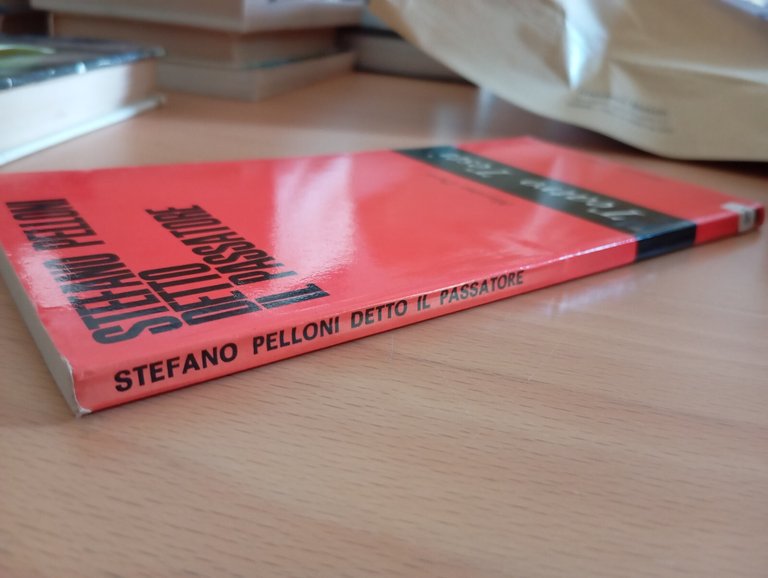 STEFANO PELLONI
DETTO
IL PASSATORE
STEFANO PELLONI DETTO IL PASSATORE